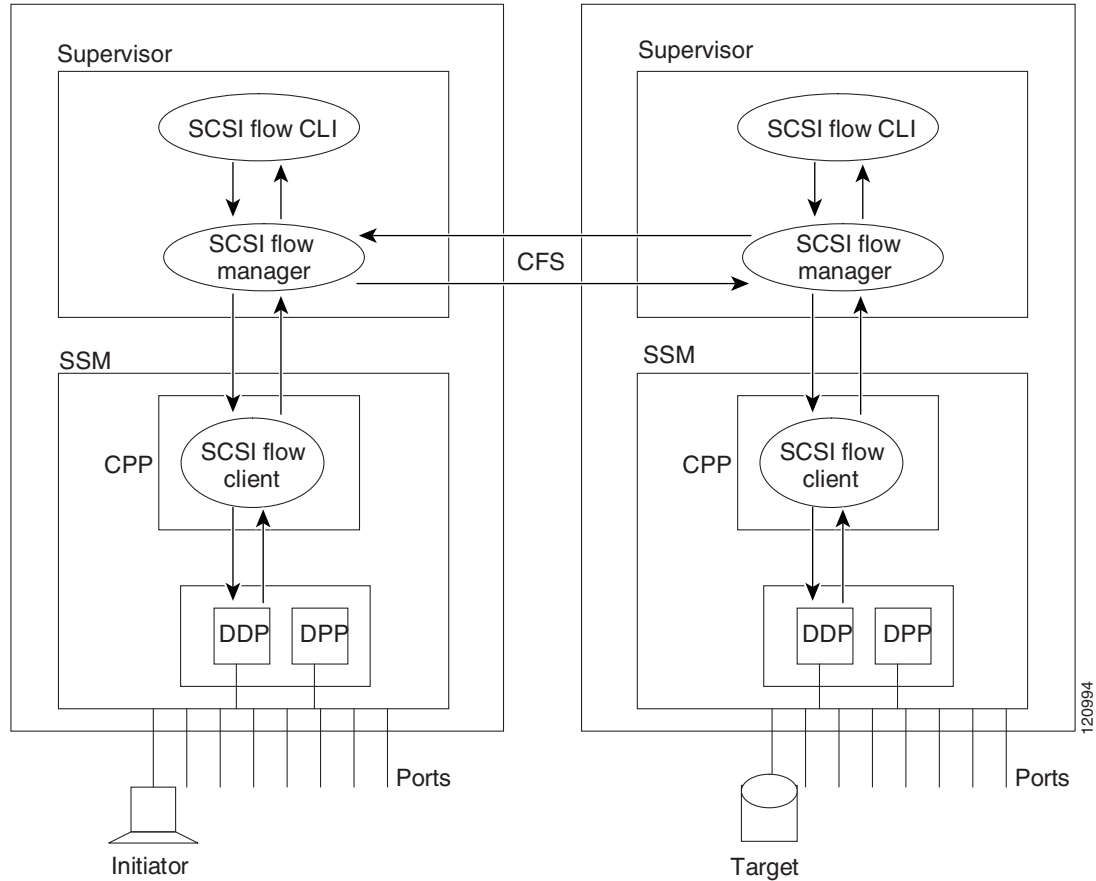 Supervisor
SCSI flow CLI
SCSI flow
manager
SSM
CPP
SCSI flow
client
DDP
DPP
Ports
Initiator
CFS
Supervisor
SCSI flow CLI
SCSI flow
manager
SSM
CPP
SCSI flow
client
DDP
DPP
Ports
Target
120994